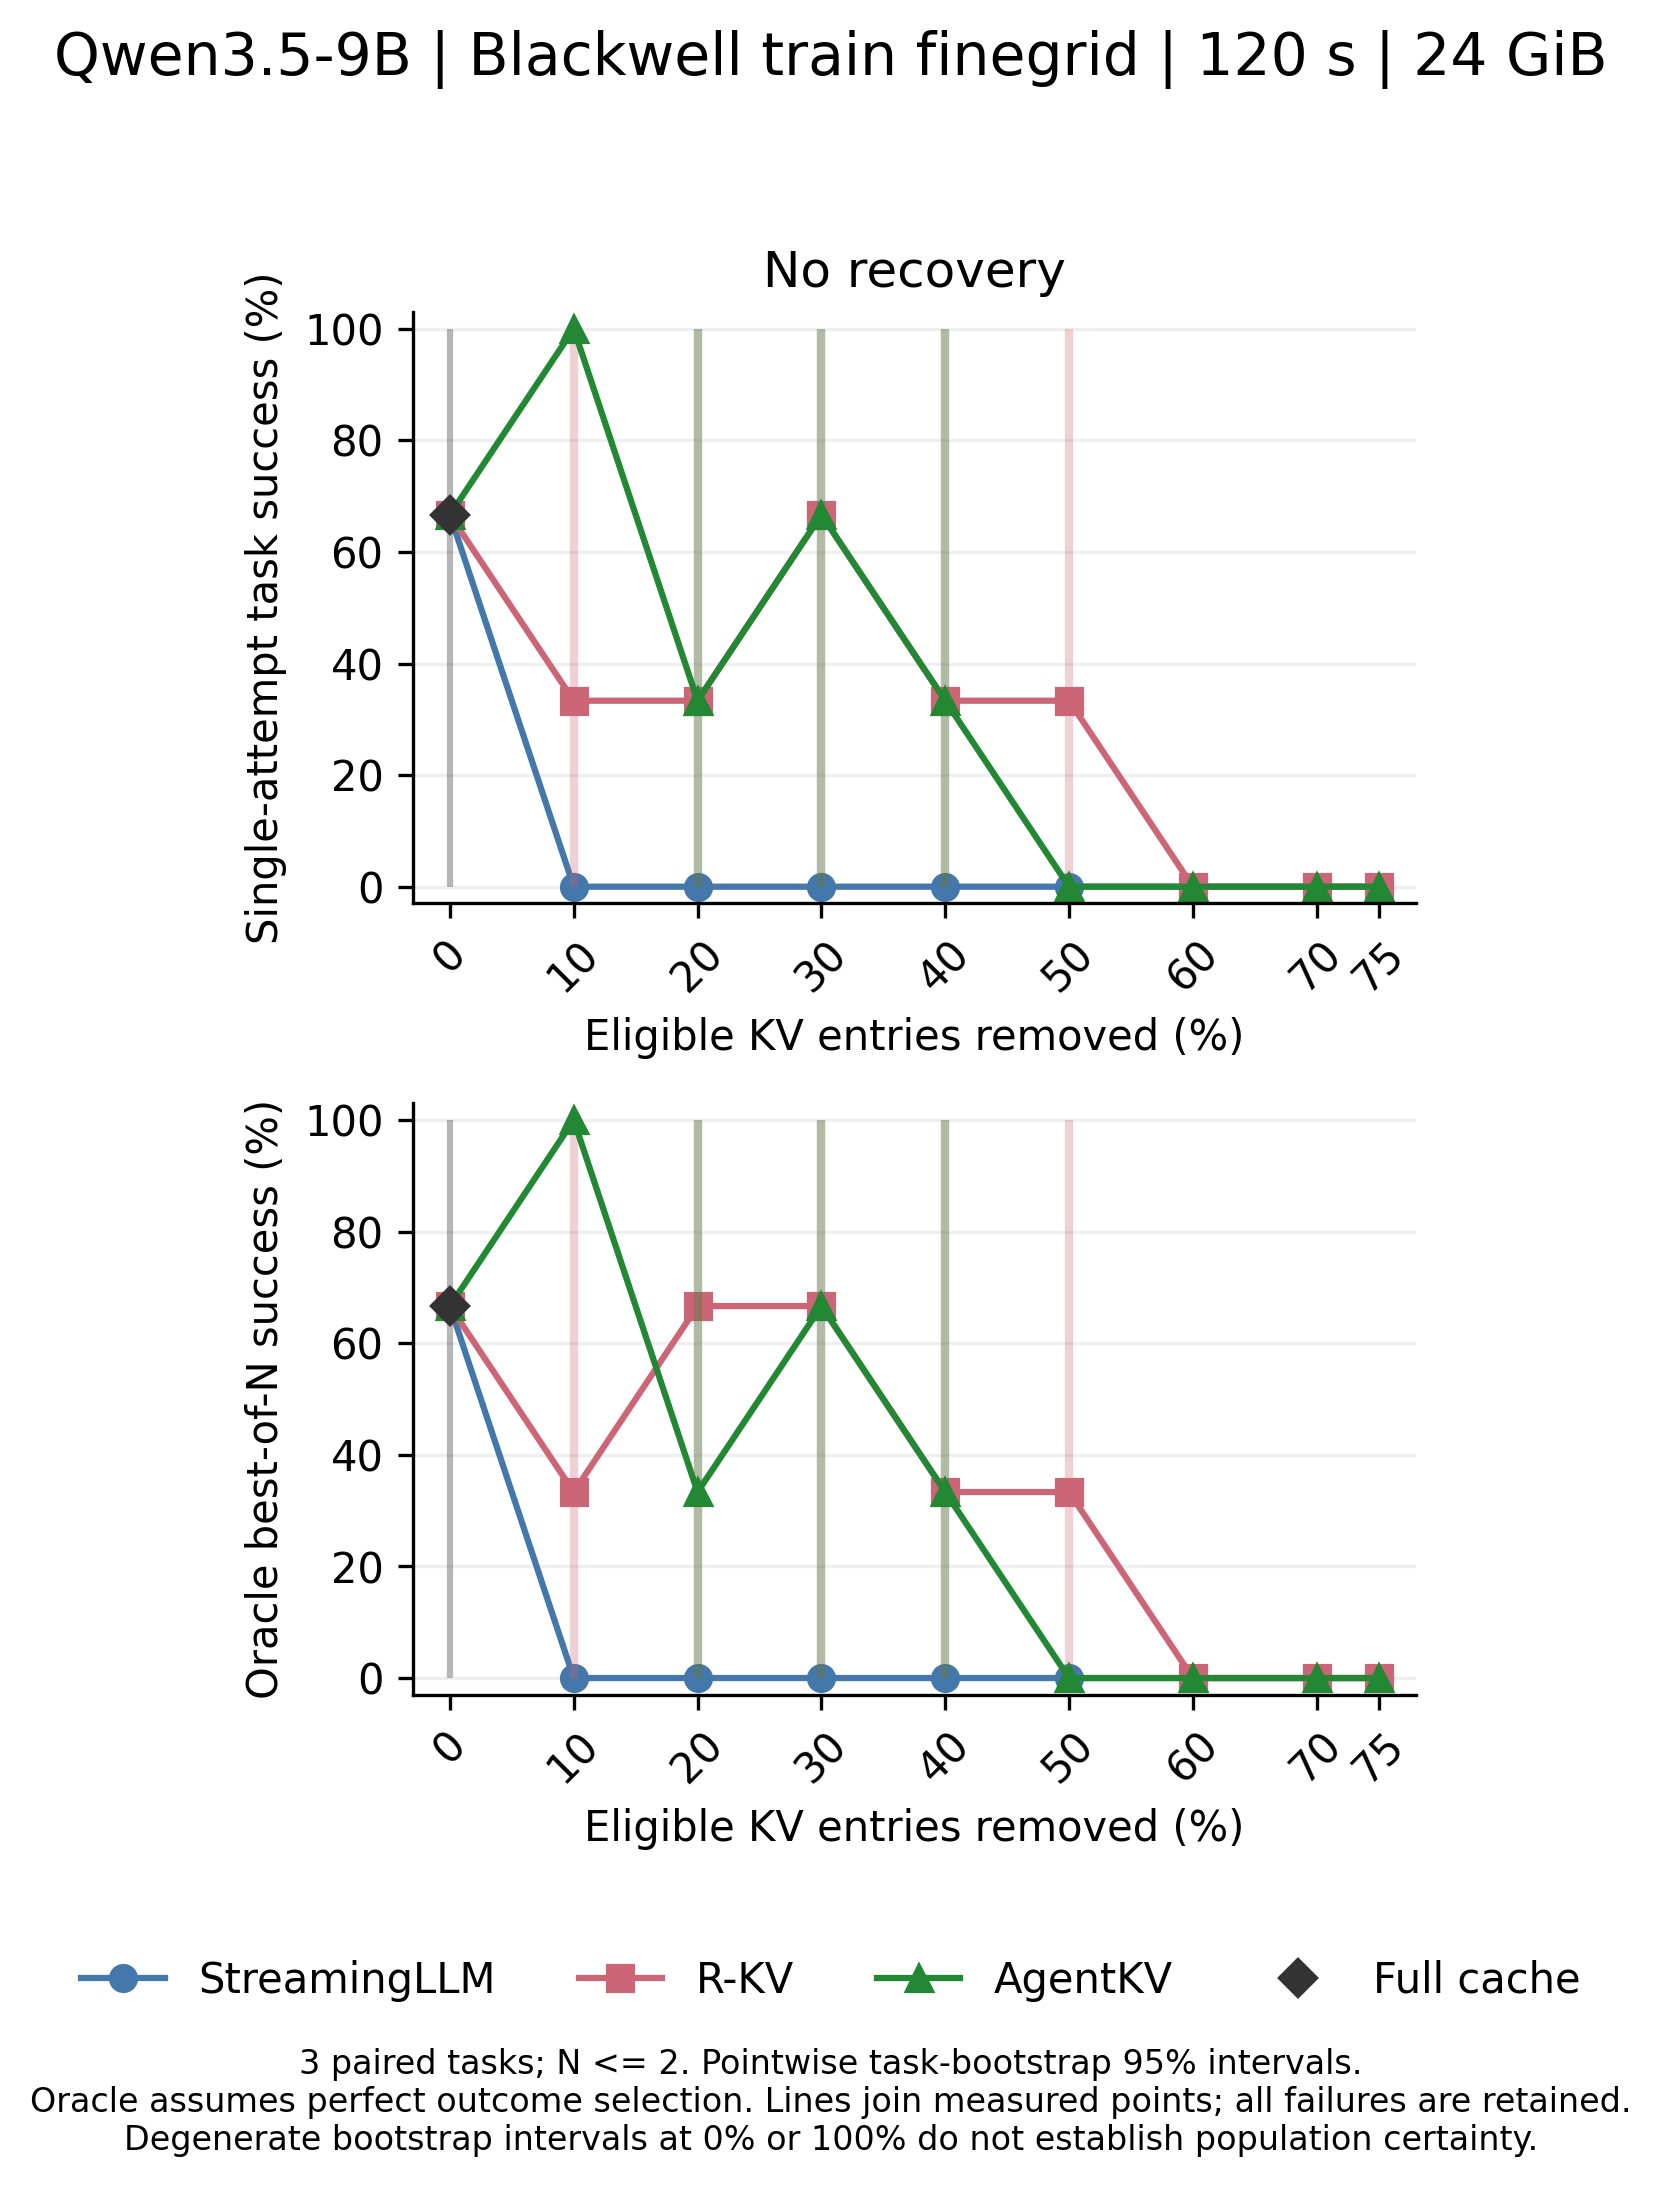 Qwen3.5-9B | Blackwell train finegrid | 120 s | 24 GiB
No recovery
Single-attempt task success (%)
100
80
60
40
20
0
0 10 20 30 40 50 60 70 75
Eligible KV entries removed (%)
Oracle best-of-N success (%)
100
80
60
40
20
0
0 10 20 30 40 50 60 70 75
Eligible KV entries removed (%)
StreamingLLM R-KV AgentKV Full cache
3 paired tasks; N <= 2. Pointwise task-bootstrap 95% intervals.
Oracle assumes perfect outcome selection. Lines join measured points; all failures are retained.
Degenerate bootstrap intervals at 0% or 100% do not establish population certainty.